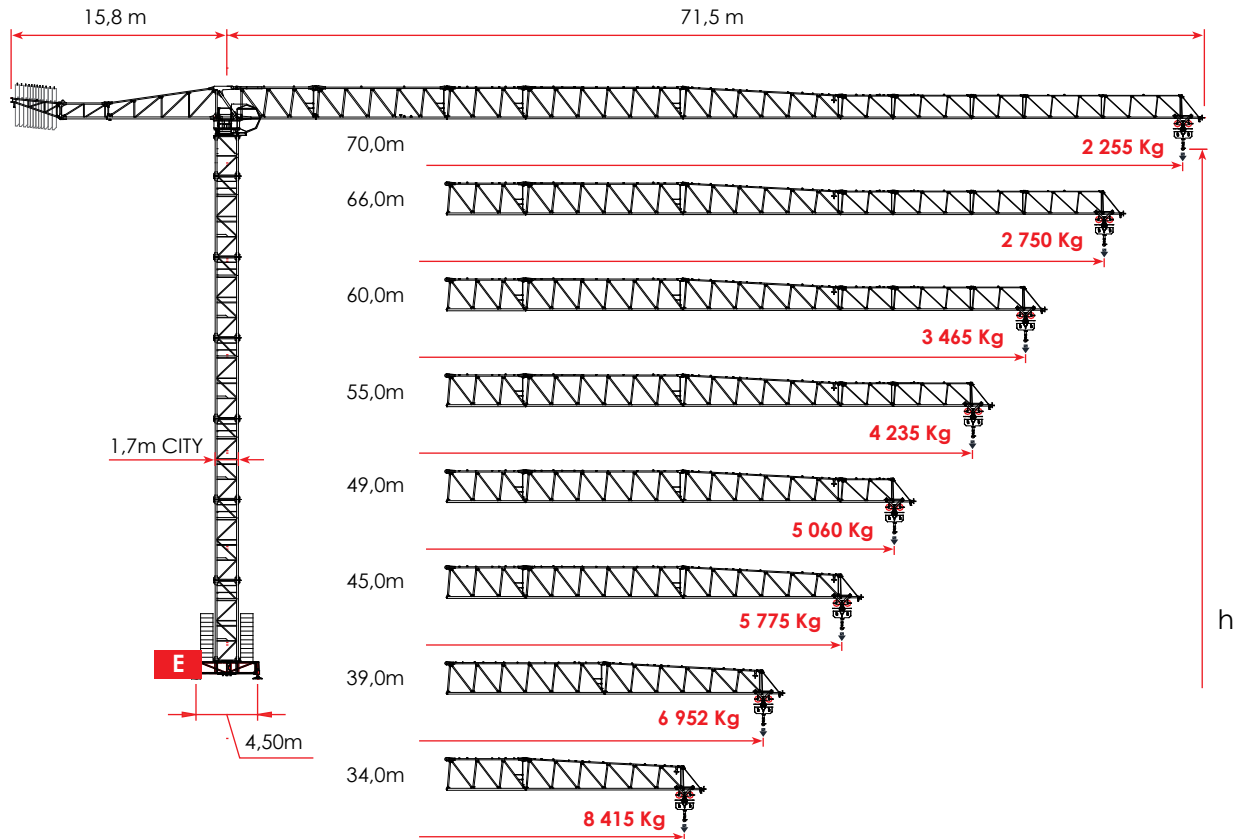 15,8 m
71,5 m
70,0m
2 255 Kg
66,0m
2 750 Kg
60,0m
3 465 Kg
55,0m
4 235 Kg
1,7m CITY
49,0m
5 060 Kg
45,0m
5 775 Kg
h
E
39,0m
6 952 Kg
4,50m
34,0m
8 415 Kg